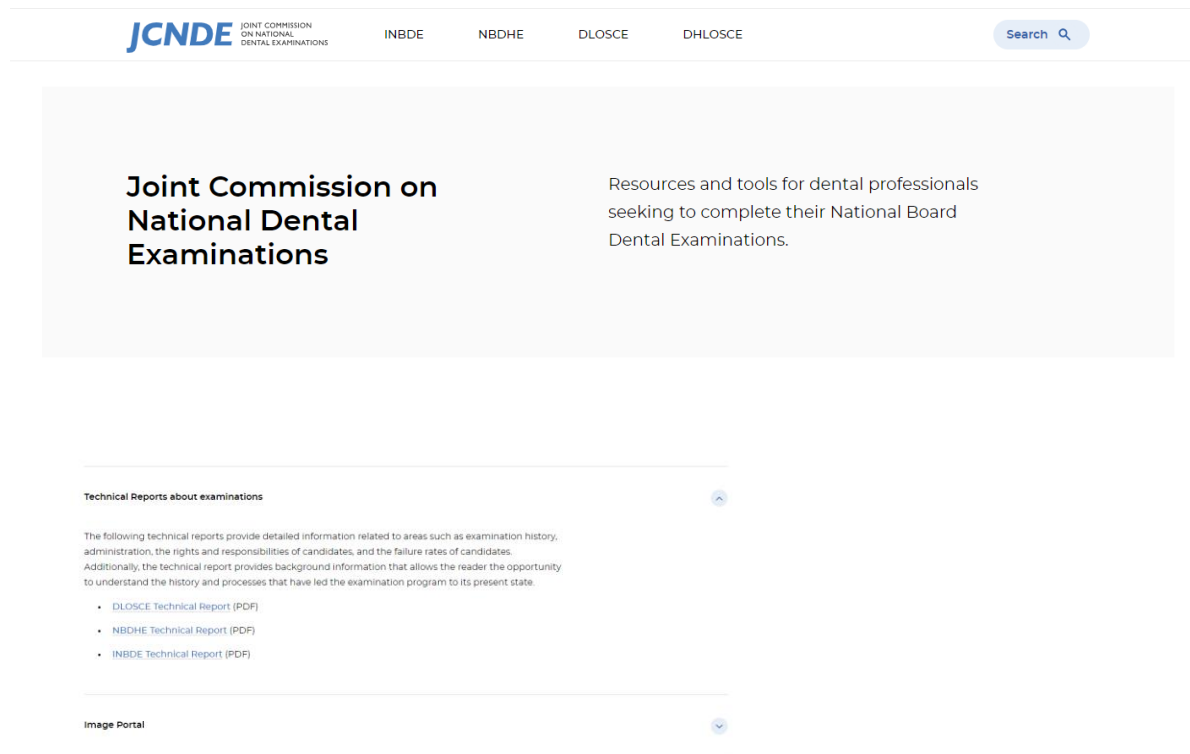 JCNDE JOINT COMMISSION
ON NATIONAL
DENTAL EXAMINATIONS
INBDE NBDHE DLOSCE DHLOSCE Search
Joint Commission on
National Dental
Examinations
Resources and tools for dental professionals
seeking to complete their National Board
Dental Examinations.
Technical Reports about examinations
The following technical reports provide detailed information related to areas such as examination history,
administration, the rights and responsibilities of candidates, and the failure rates of candidates.
Additionally, the technical report provides background information that allows the reader the opportunity
to understand the history and processes that have led the examination program to its present state.
• DLOSCE Technical Report (PDF)
• NBDHE Technical Report (PDF)
• INBDE Technical Report (PDF)
Image Portal